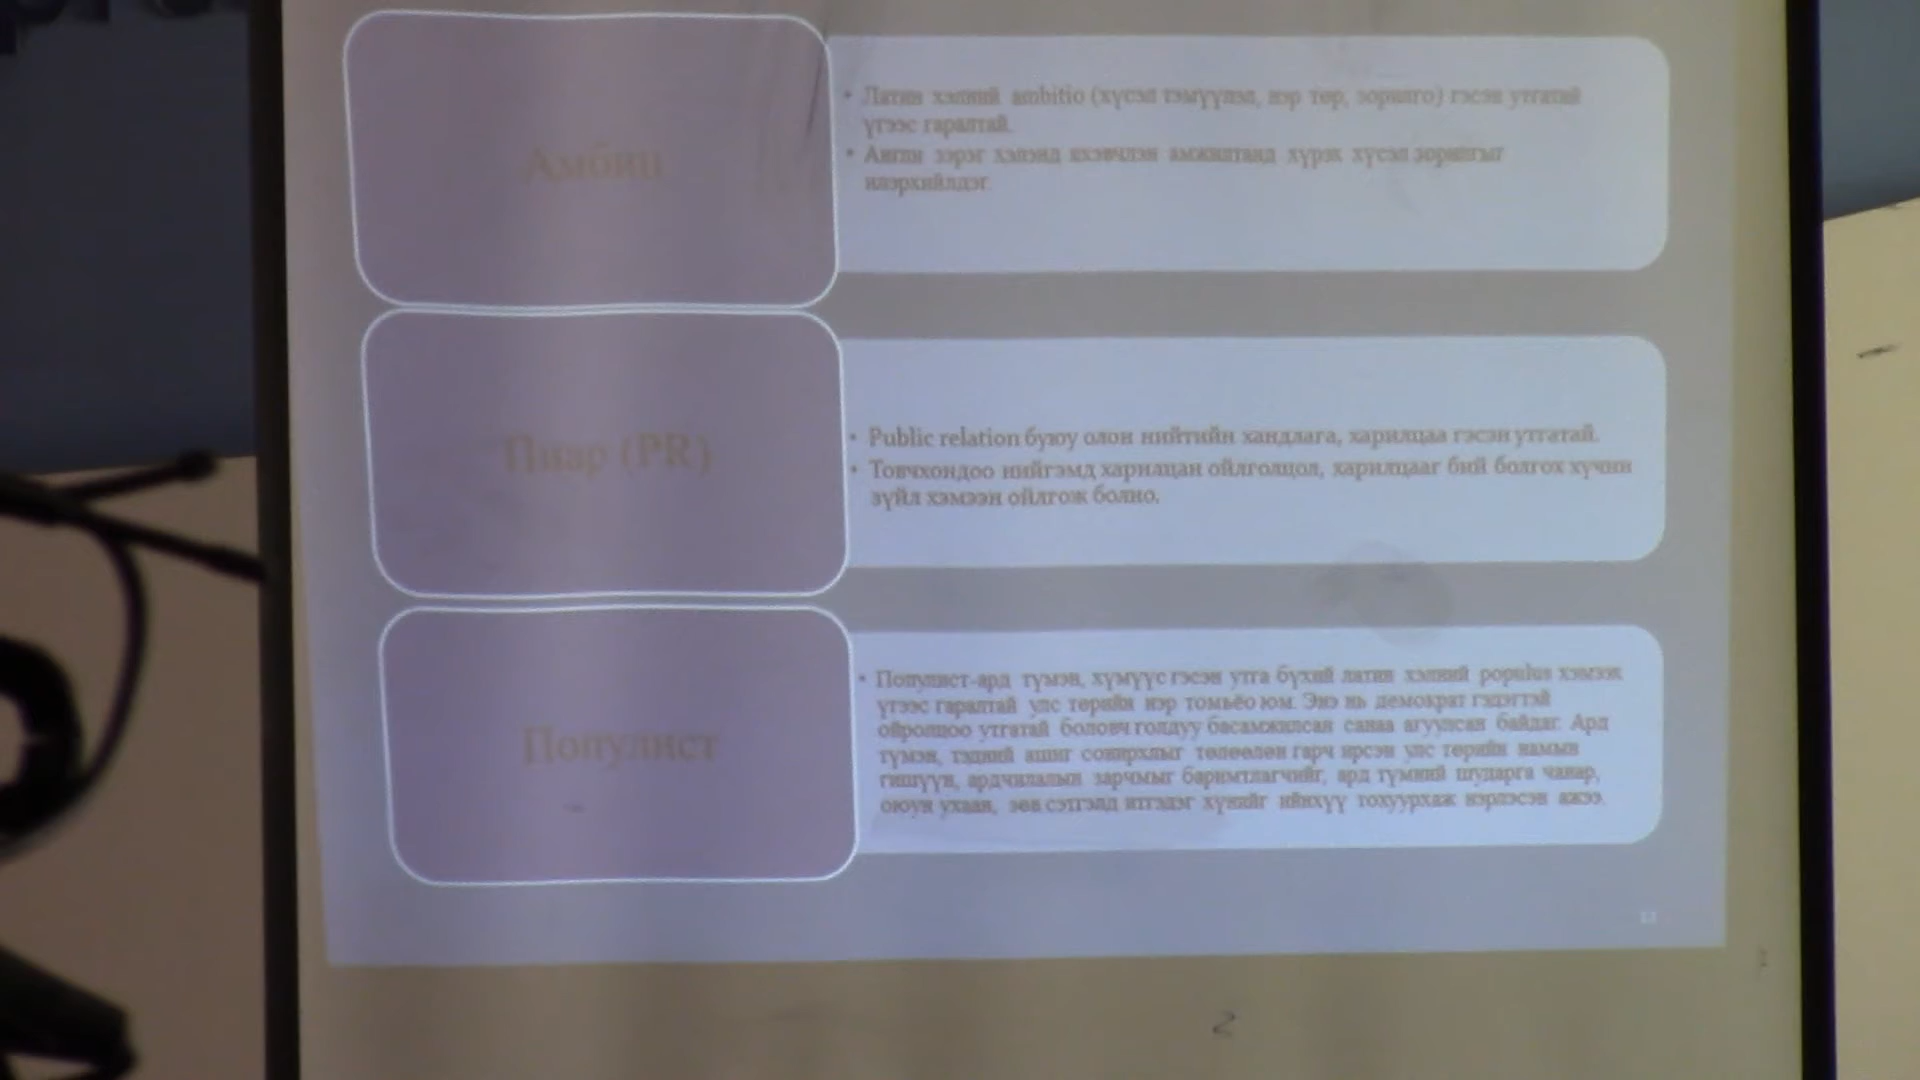 Амбиц
• Латин хэлний ambitio (хүсэл тэмүүлэл, нэр төр, зорилго) гэсэн утгатай
үгээс гаралтай.
• Англи зэрэг хэлэнд ихэвчлэн амжилтанд хүрэх хүсэл зоригыг
илэрхийлдэг.
Пиар (PR)
• Public relation буюу олон нийтийн хандлага, харилцаа гэсэн утгатай.
• Товчхондоо нийгэмд харилцан ойлголцол, харилцааг бий болгох хүчин
зүйл хэмээн ойлгож болно.
Популист
• Популист-ард түмэн, хүмүүс гэсэн утга бүхий латин хэлний populus хэмээх
үгээс гаралтай улс төрийн нэр томьёо юм. Энэ нь демократ гэдэгтэй
ойролцоо утгатай боловч голдуу басамжилсан санаа агуулсан байдаг. Ард
түмэн, тэдний ашиг сонирхлыг төлөөлөн гарч ирсэн улс төрийн намын
гишүүн, ардчилалын зарчмыг баримтлагчийг, ард түмний шударга чанар,
оюун ухаан, зөв сэтгэлд итгэдэг хүнийг ийнхүү тохуурхаж нэрлэсэн ажээ.
2